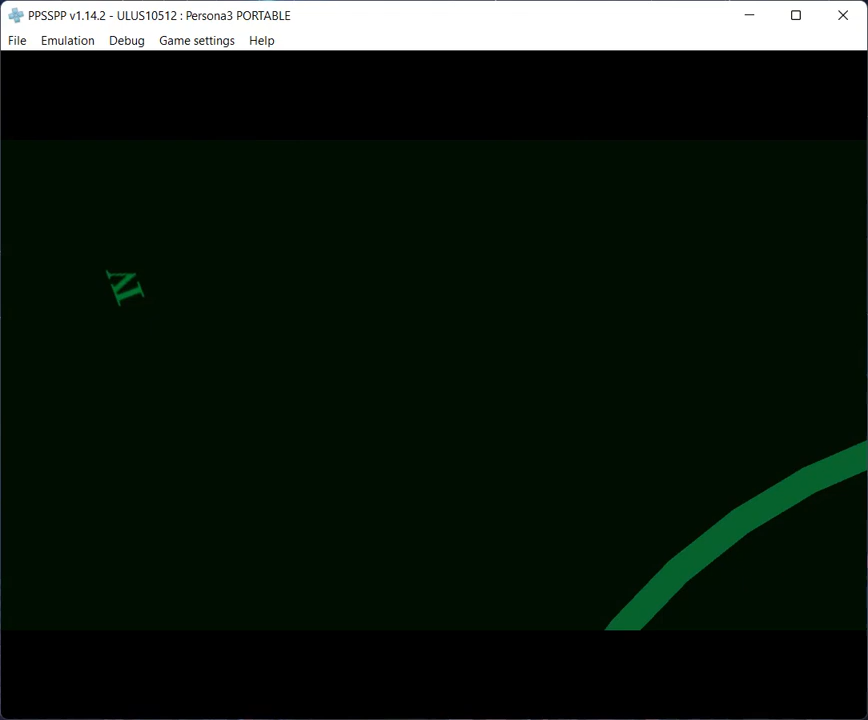 PPSSPP v1.14.2 - ULUS10512 : Persona3 PORTABLE
File Emulation Debug Game settings Help
IV